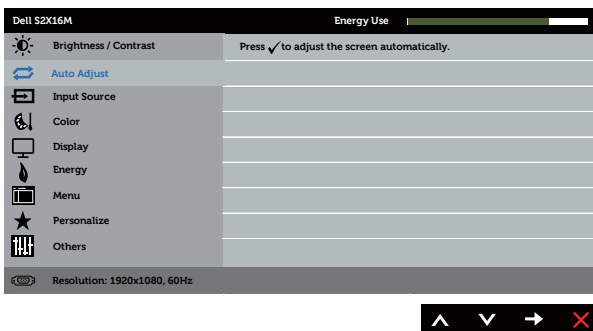 Dell S2X16M Energy Use
Brightness / Contrast Press ✓ to adjust the screen automatically.
Auto Adjust
Input Source
Color
Display
Energy
Menu
Personalize
Others
Resolution: 1920x1080, 60Hz